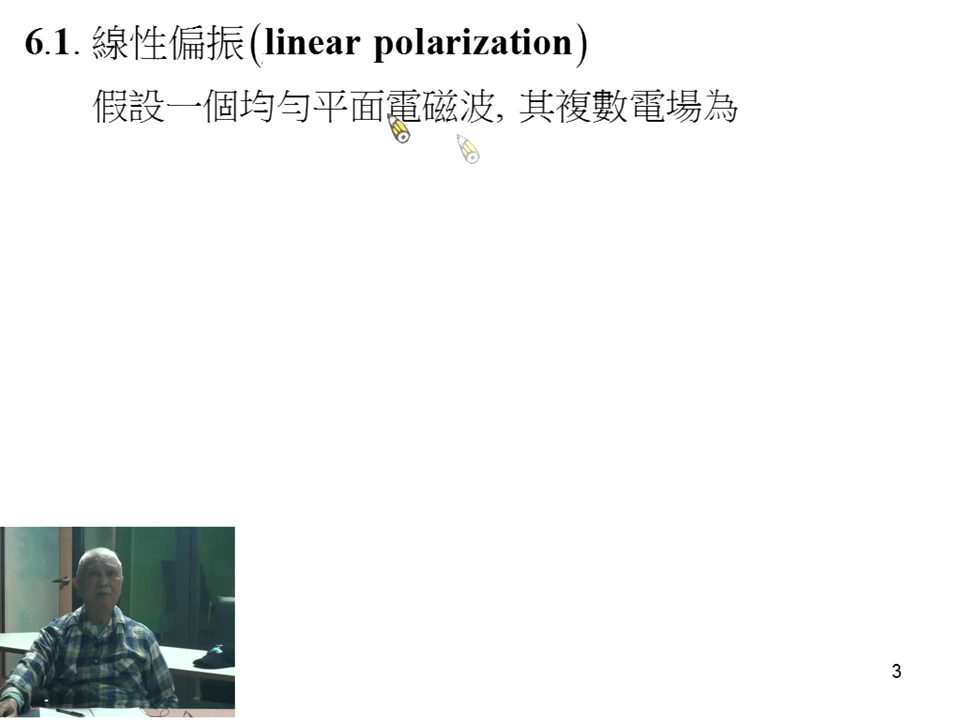 6.1. 線性偏振(linear polarization)
假設一個均勻平面電磁波, 其複數電場為
3